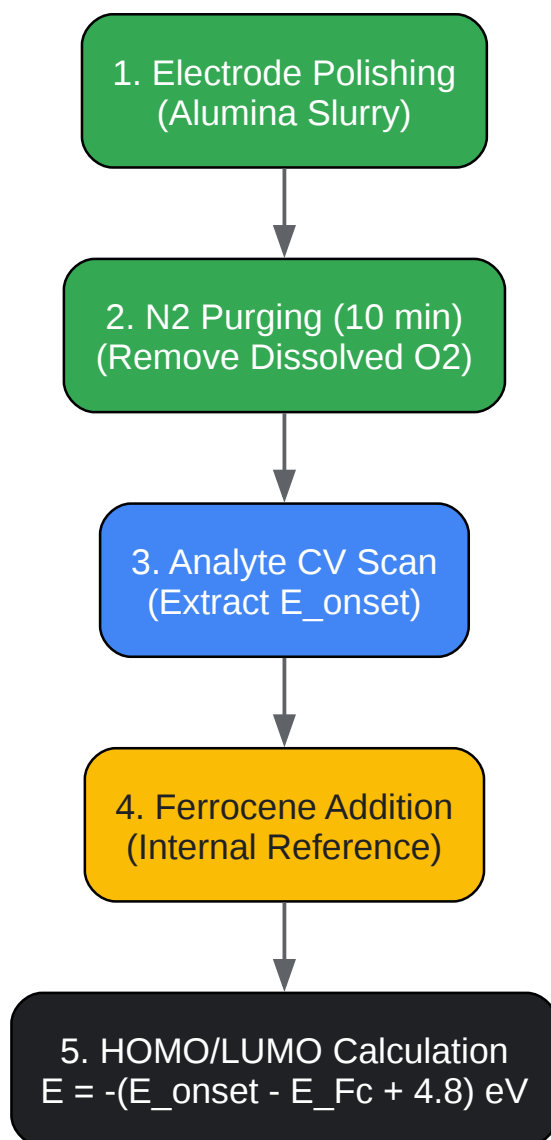 1. Electrode Polishing
(Alumina Slurry)
2. N2 Purging (10 min)
(Remove Dissolved O2)
3. Analyte CV Scan
(Extract E_onset)
4. Ferrocene Addition
(Internal Reference)
5. HOMO/LUMO Calculation
E = -(E_onset - E_Fc + 4.8) eV